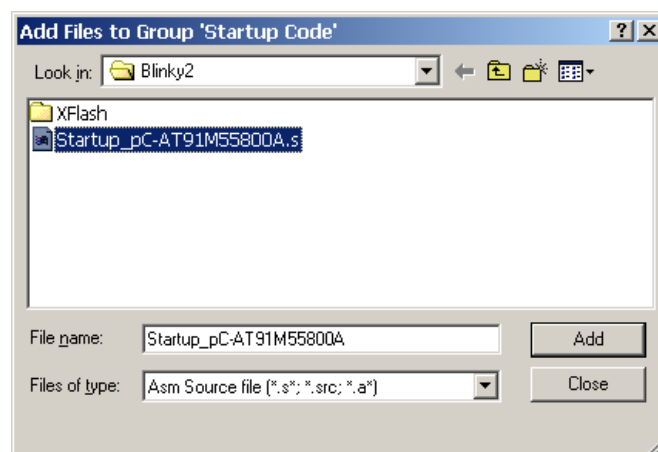 Add Files to Group 'Startup Code'
Look in: Blinky2
XFlash
Startup_pC-AT91M55800A.s
File name: Startup_pC-AT91M55800A Add
Files of type: Asm Source file (*.s*; *.src; *.a*) Close